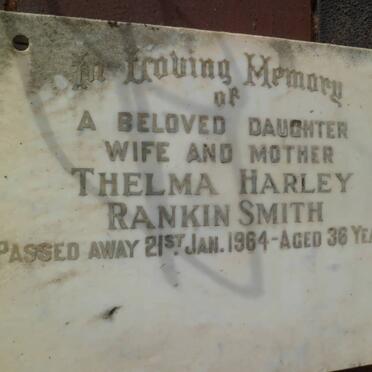 In Loving Memory
of
A BELOVED DAUGHTER
WIFE AND MOTHER
THELMA HARLEY
RANKIN SMITH
PASSED AWAY 21ST JAN. 1964-AGED 36 YEA